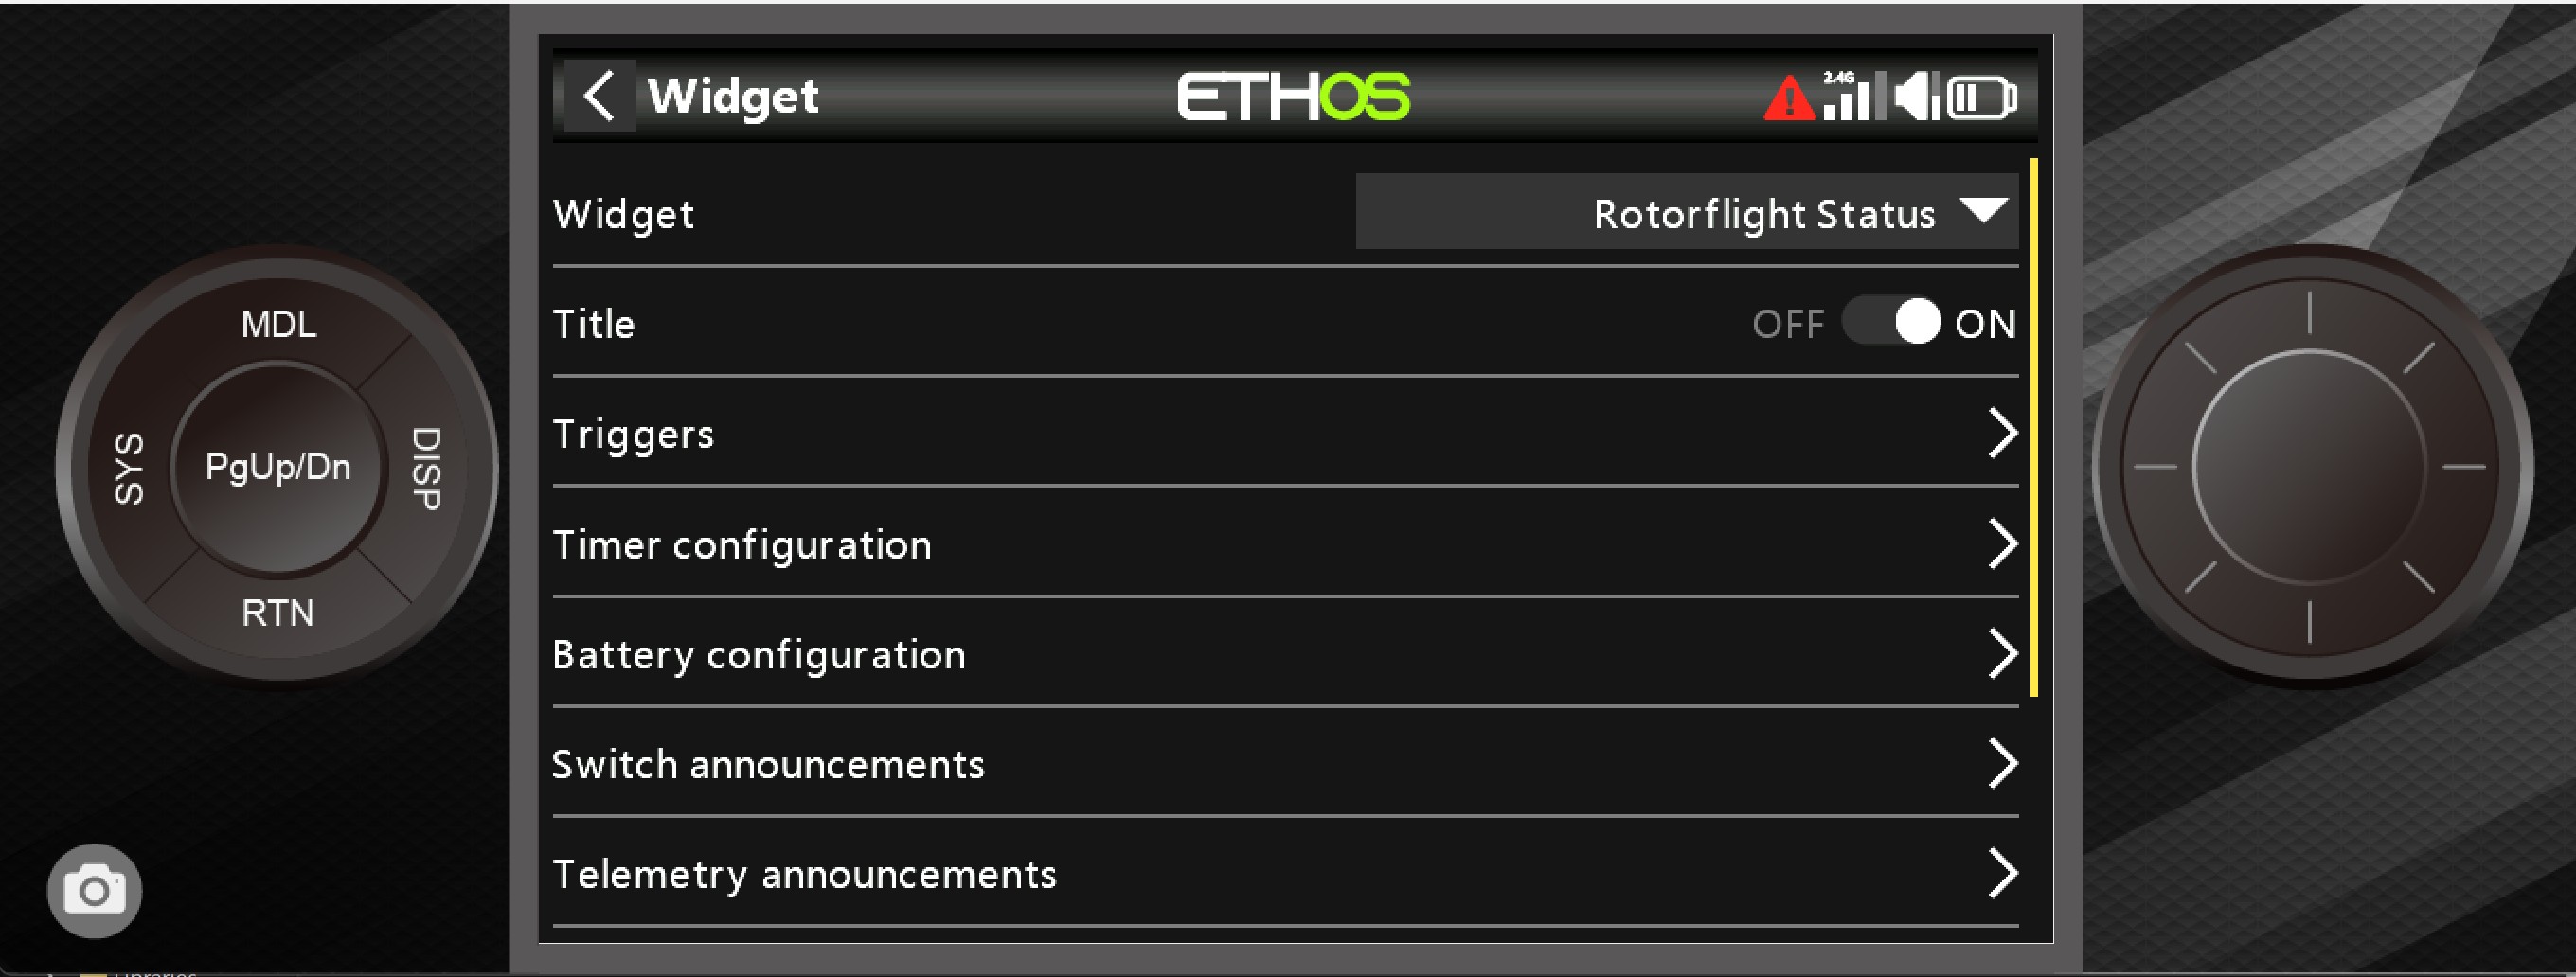 Widget
ETHOS
2.4G
Widget
Rotorflight Status
Title
OFF ON
Triggers
Timer configuration
Battery configuration
Switch announcements
Telemetry announcements
MDL
SYS
PgUp/Dn
DISP
RTN